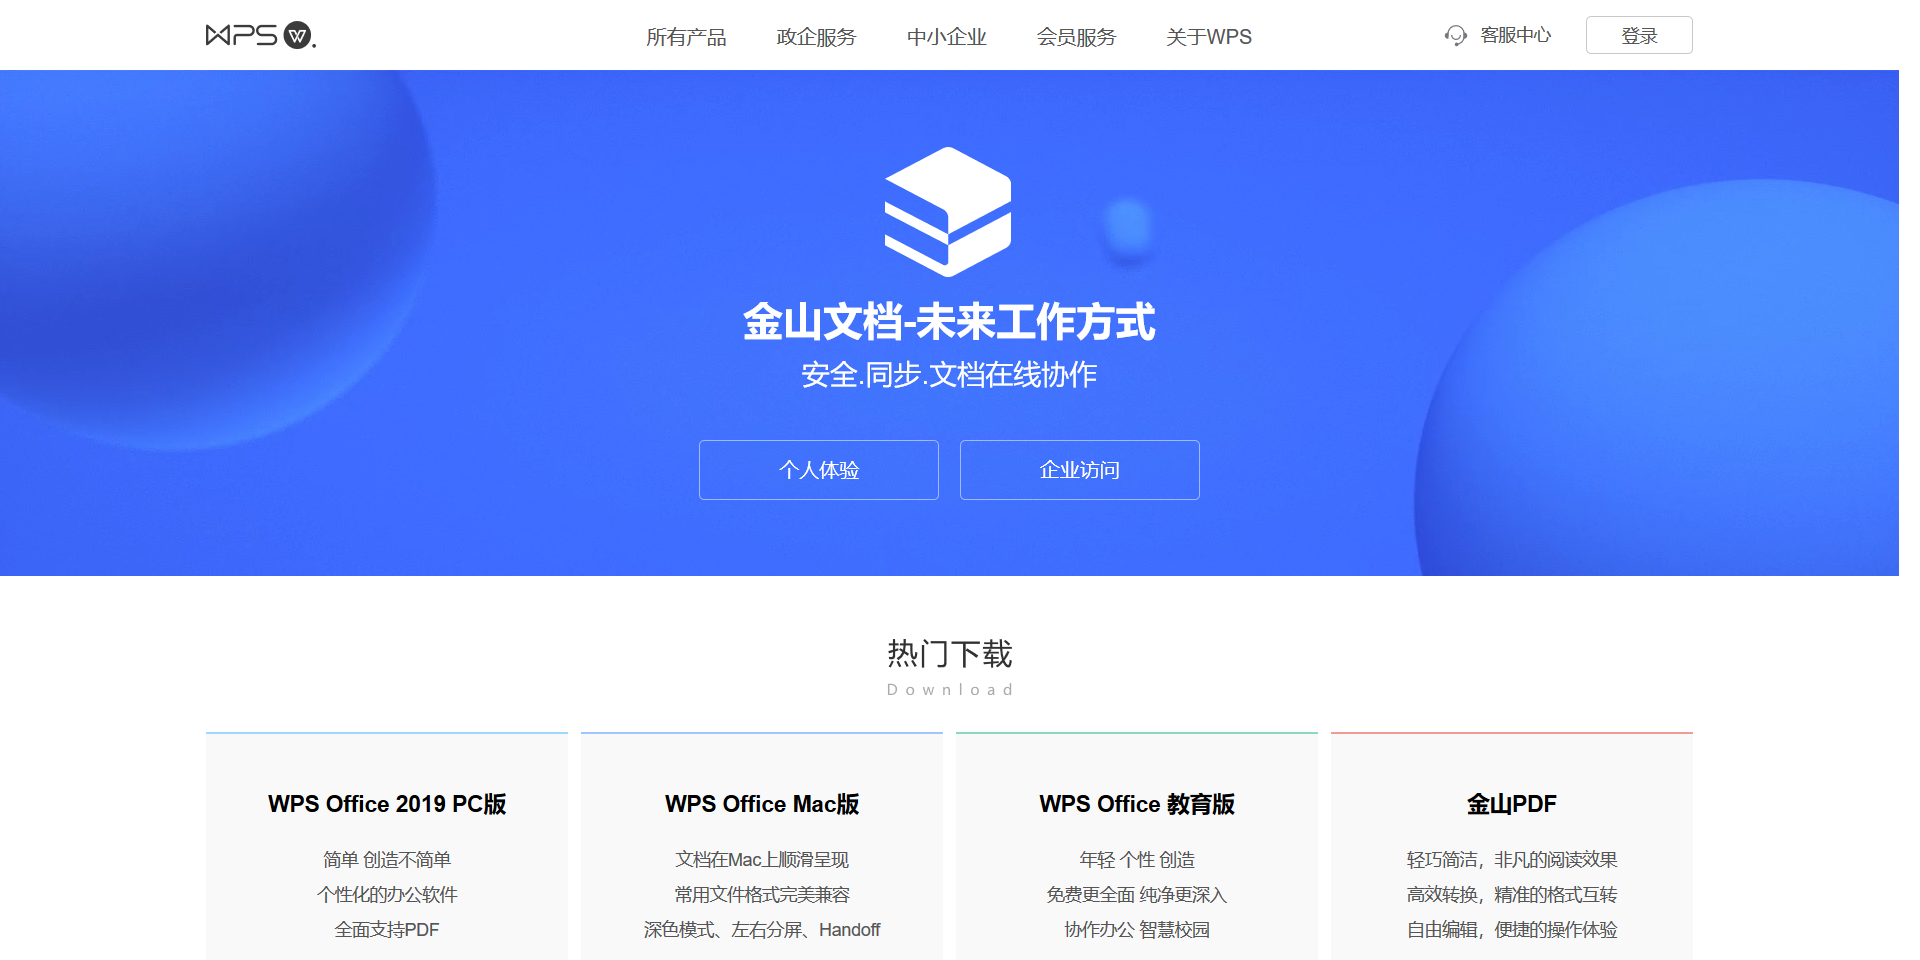 WPS W.
所有产品 政企服务 中小企业 会员服务 关于WPS 客服中心 登录
金山文档-未来工作方式
安全.同步.文档在线协作
个人体验 企业访问
热门下载
Download
WPS Office 2019 PC版
简单 创造不简单
个性化的办公软件
全面支持PDF
WPS Office Mac版
文档在Mac上顺滑呈现
常用文件格式完美兼容
深色模式、左右分屏、Handoff
WPS Office 教育版
年轻 个性 创造
免费更全面 纯净更深入
协作办公 智慧校园
金山PDF
轻巧简洁，非凡的阅读效果
高效转换，精准的格式互转
自由编辑，便捷的操作体验